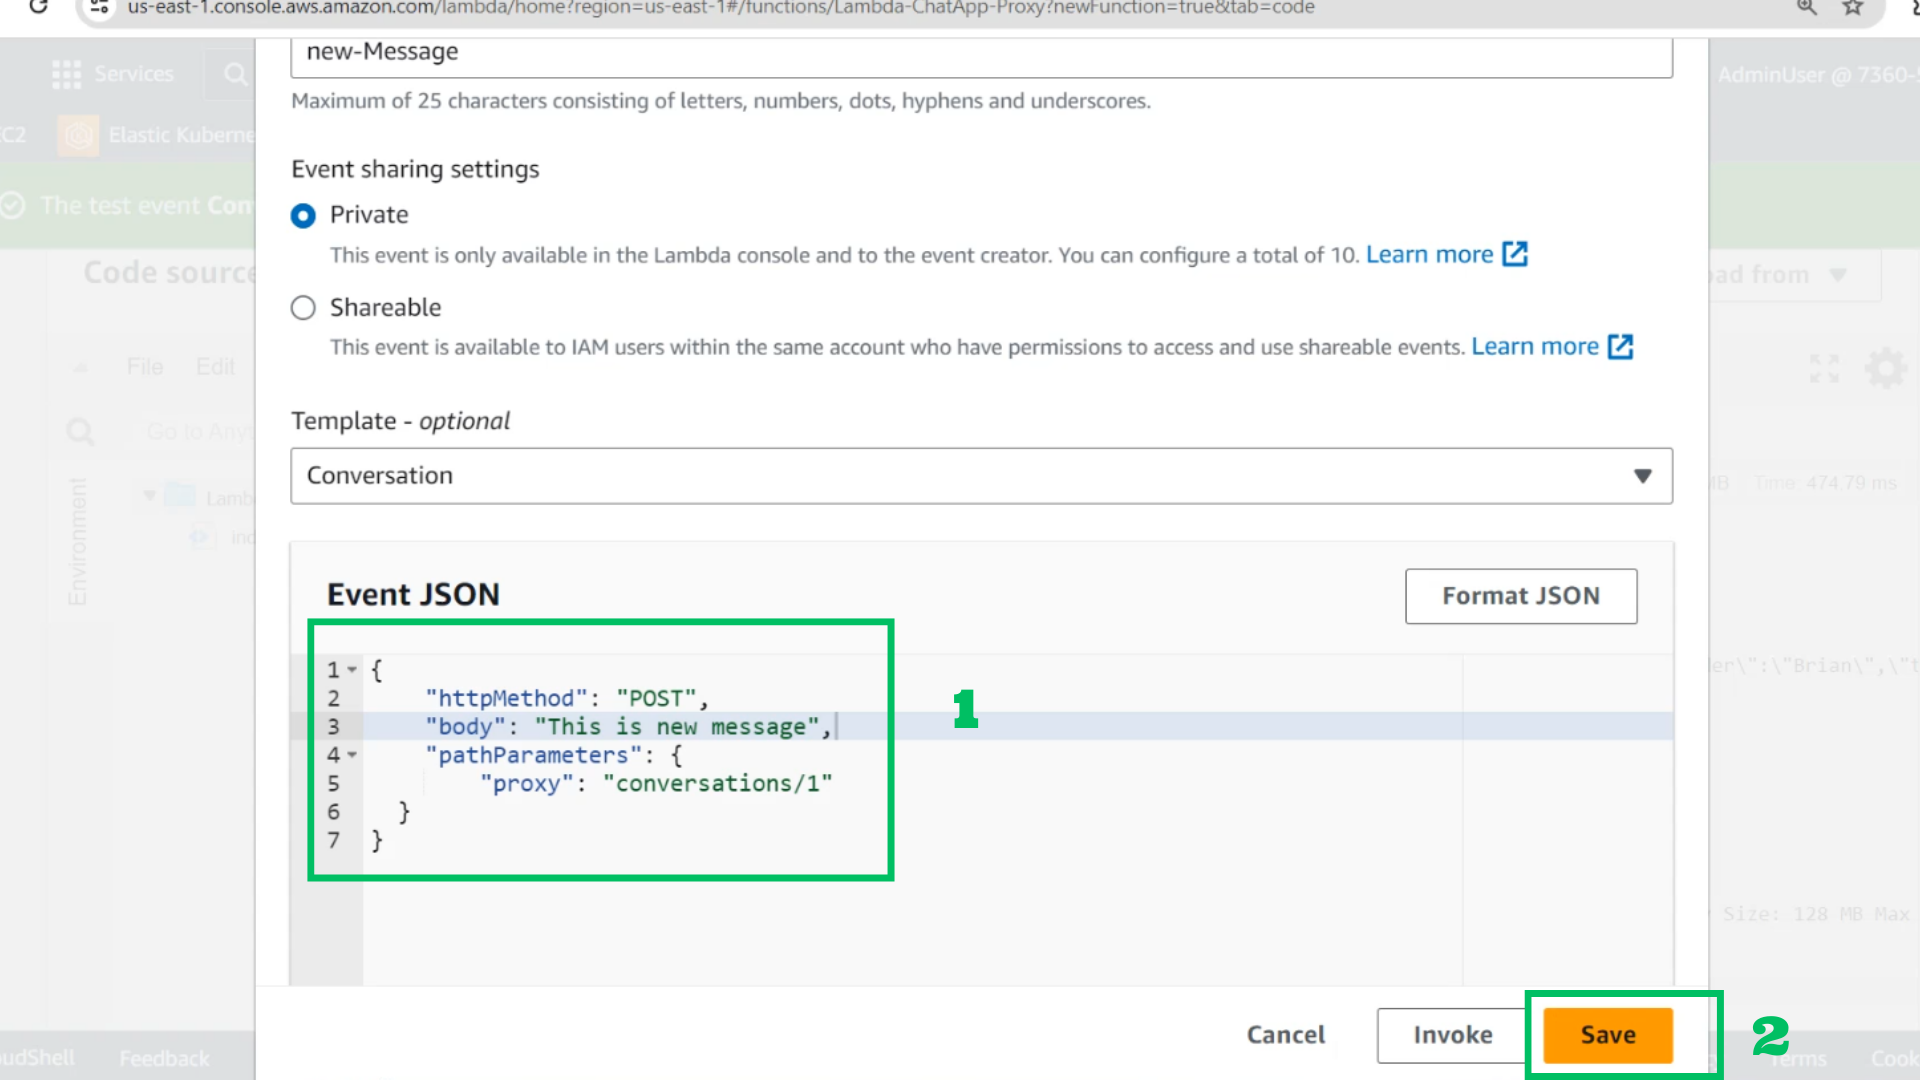 us-east-1.console.aws.amazon.com/lambda/home?region=us-east-1#/functions/Lambda-ChatApp-Proxy?newFunction=true&tab=code
Services
AdminUser @ 7360-
new-Message
Maximum of 25 characters consisting of letters, numbers, dots, hyphens and underscores.
Elastic Kuberne
Event sharing settings
The test event Con
Private
This event is only available in the Lambda console and to the event creator. You can configure a total of 10. Learn more
Code source
ad from
Shareable
This event is available to IAM users within the same account who have permissions to access and use shareable events. Learn more
File Edit
Template - optional
Go to Any
Conversation
Environment
Lamb
MB Time: 474.79 ms
ind
Event JSON
Format JSON
1 {
2 "httpMethod": "POST",
3 "body": "This is new message",
4 "pathParameters": {
5 "proxy": "conversations/1"
6 }
7 }
1
er\":\"Brian\",\"t
Size: 128 MB Max
Cancel
Invoke
Save
2
oudShell
Feedback
Terms
Cook